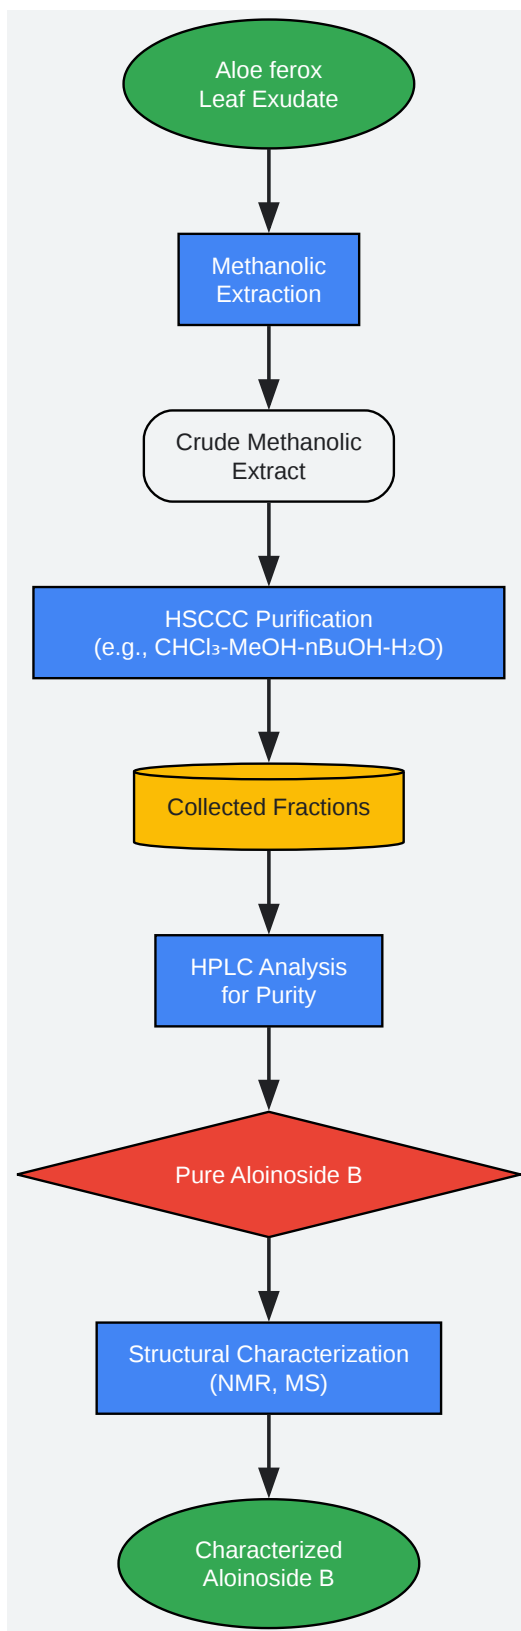 Aloe ferox
Leaf Exudate
Methanolic
Extraction
Crude Methanolic
Extract
HSCCC Purification
(e.g., CHCl₃-MeOH-nBuOH-H₂O)
Collected Fractions
HPLC Analysis
for Purity
Pure Aloinoside B
Structural Characterization
(NMR, MS)
Characterized
Aloinoside B